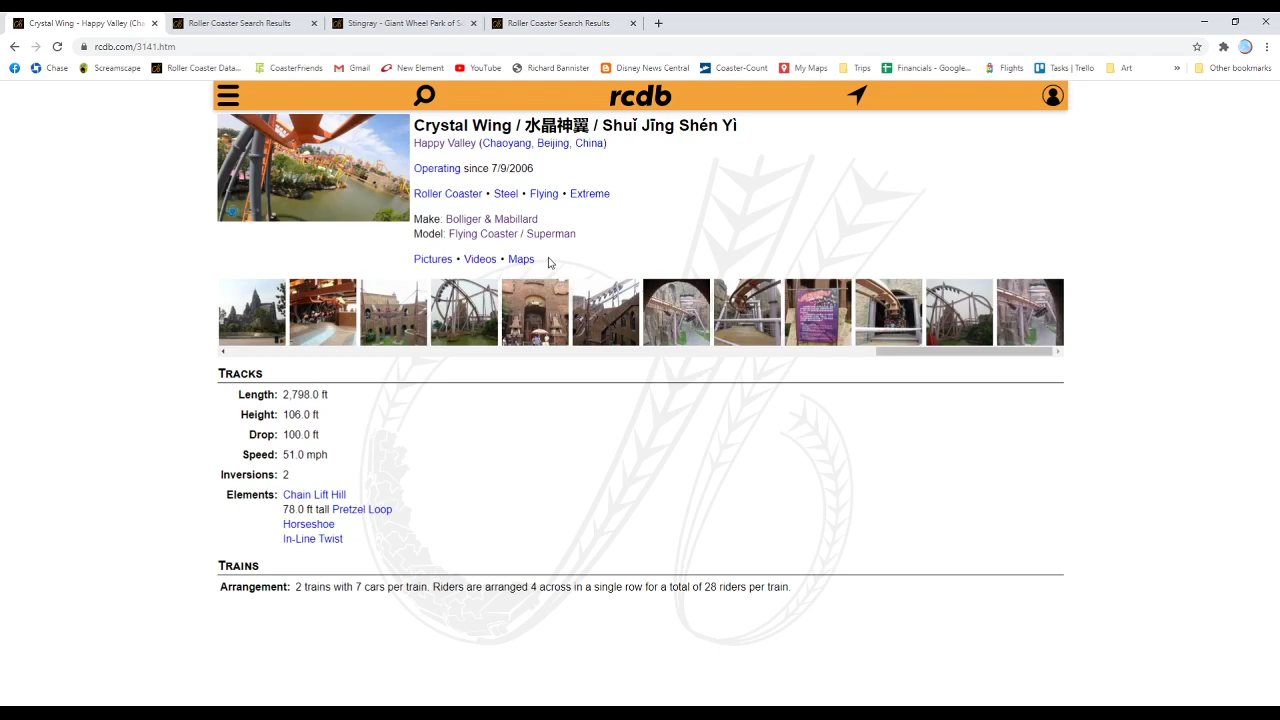 Crystal Wing - Happy Valley (Cha
Roller Coaster Search Results
Stingray - Giant Wheel Park of Su
Roller Coaster Search Results
rcdb.com/3141.htm
Chase
Screamscape
Roller Coaster Data...
CoasterFriends
Gmail
New Element
YouTube
Richard Bannister
Disney News Central
Coaster-Count
My Maps
Trips
Financials - Google...
Flights
Tasks | Trello
Art
»
Other bookmarks
rcdb
Crystal Wing / 水晶神翼 / Shuǐ Jīng Shén Yì
Happy Valley (Chaoyang, Beijing, China)
Operating since 7/9/2006
Roller Coaster • Steel • Flying • Extreme
Make: Bolliger & Mabillard
Model: Flying Coaster / Superman
Pictures • Videos • Maps
TRACKS
Length: 2,798.0 ft
Height: 106.0 ft
Drop: 100.0 ft
Speed: 51.0 mph
Inversions: 2
Elements: Chain Lift Hill
78.0 ft tall Pretzel Loop
Horseshoe
In-Line Twist
TRAINS
Arrangement: 2 trains with 7 cars per train. Riders are arranged 4 across in a single row for a total of 28 riders per train.